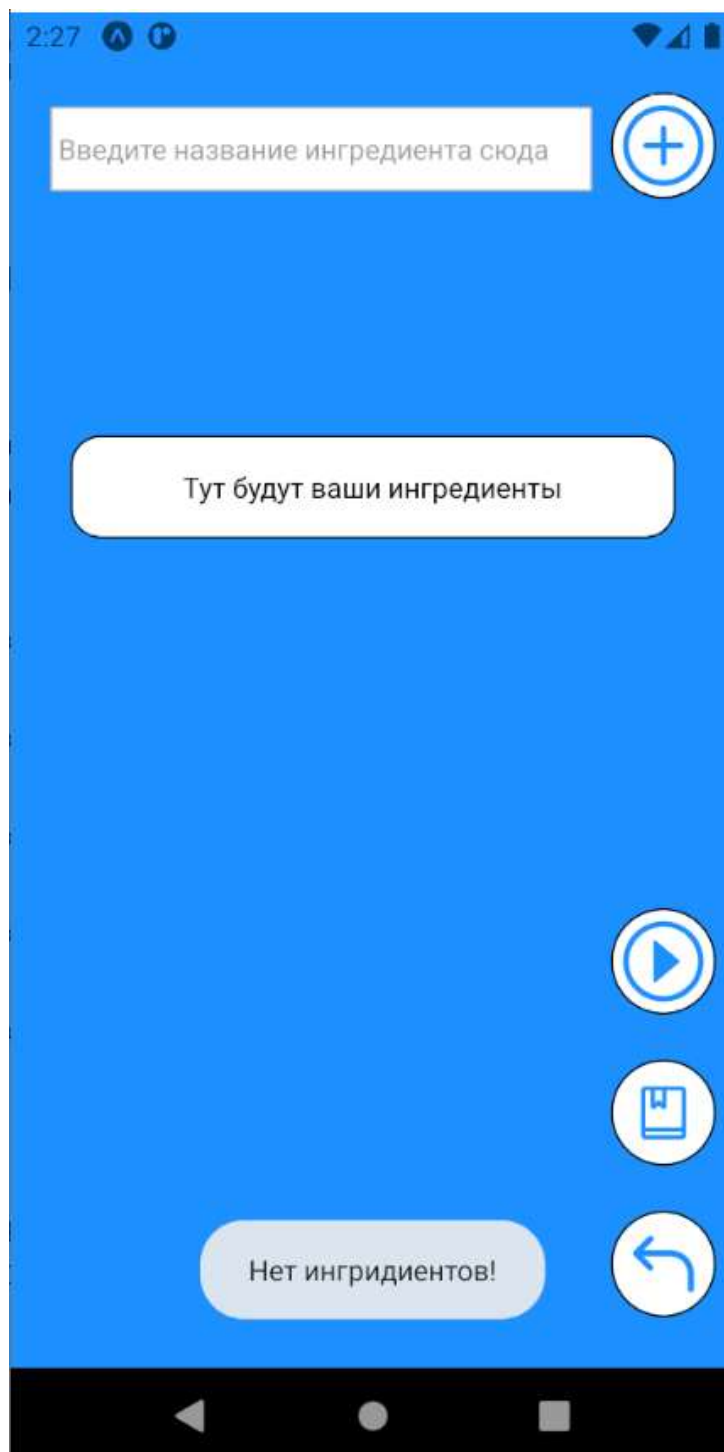 2:27
Введите название ингредиента сюда
Тут будут ваши ингредиенты
Нет ингридиентов!